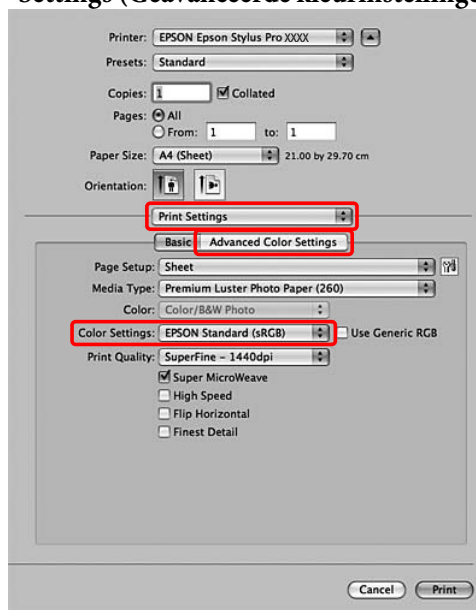 Printer: EPSON Epson Stylus Pro XXXX
Presets: Standard
Copies: 1 Collated
Pages: All
From: 1 to: 1
Paper Size: A4 (Sheet) 21.00 by 29.70 cm
Orientation:
Print Settings
Basic Advanced Color Settings
Page Setup: Sheet
Media Type: Premium Luster Photo Paper (260)
Color: Color/B&W Photo
Color Settings: EPSON Standard (sRGB) Use Generic RGB
Print Quality: SuperFine - 1440dpi
Super MicroWeave
High Speed
Flip Horizontal
Finest Detail
Cancel Print